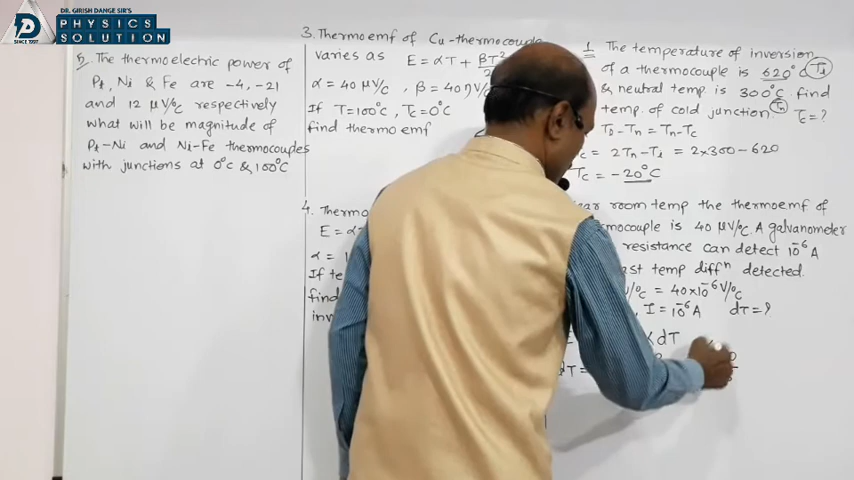 DR. GIRISH DANGE SIR'S
PHYSICS
SOLUTION
SINCE 1997
5. The thermoelectric power of
Pt, Ni & Fe are -4, -21
and 12 μV/°C respectively
what will be magnitude of
Pt-Ni and Ni-Fe thermocouples
with junctions at 0°C & 100°C
3. Thermo emf of Cu-thermocouple
varies as E = αT + βT²
α = 40 μV/°C , β = 40
If T=100°C, Tc=0°C
find thermo emf
4. Thermo
E =
α =
If te
find
inv
1 The temperature of inversion
of a thermocouple is 620°C Ti
& neutral temp. is 300°C. find
temp. of cold junction. Tn Tc = ?
-Tn = Tn-Tc
= 2Tn-Ti = 2×300-620
Tc = -20°C
room temp the thermo emf of
mocouple is 40 μV/°C. A galvanometer
resistance can detect 10⁻⁶ A
ast temp diffⁿ detected.
V/°C = 40×10⁻⁶ V/°C
I = 10⁻⁶ A dT = ?
dT
dT =